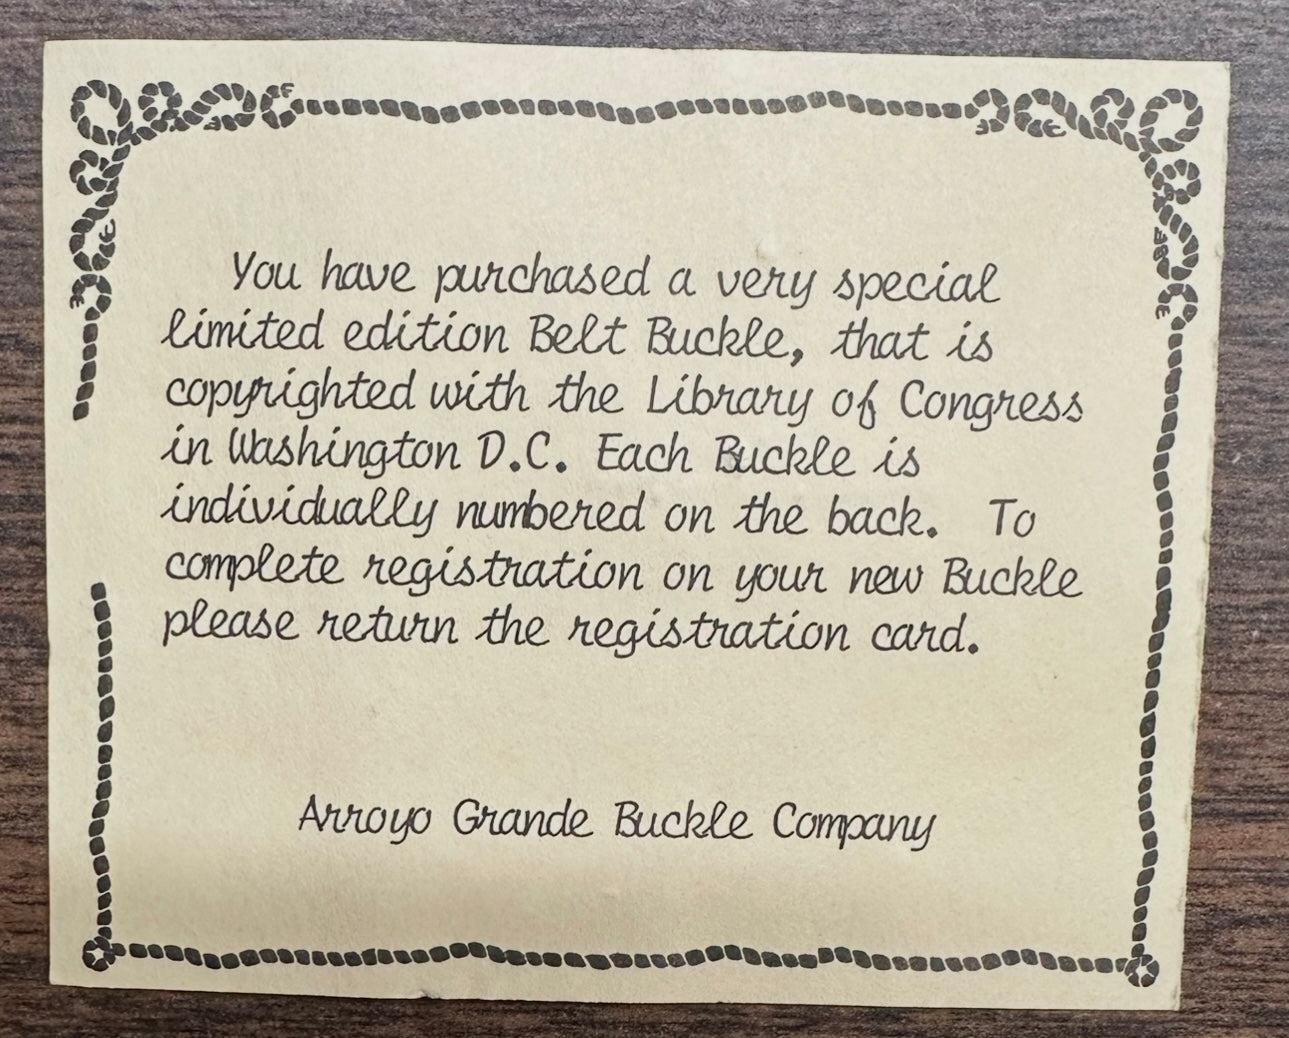 You have purchased a very special
limited edition Belt Buckle, that is
copyrighted with the Library of Congress
in Washington D.C. Each Buckle is
individually numbered on the back. To
complete registration on your new Buckle
please return the registration card.
Arroyo Grande Buckle Company